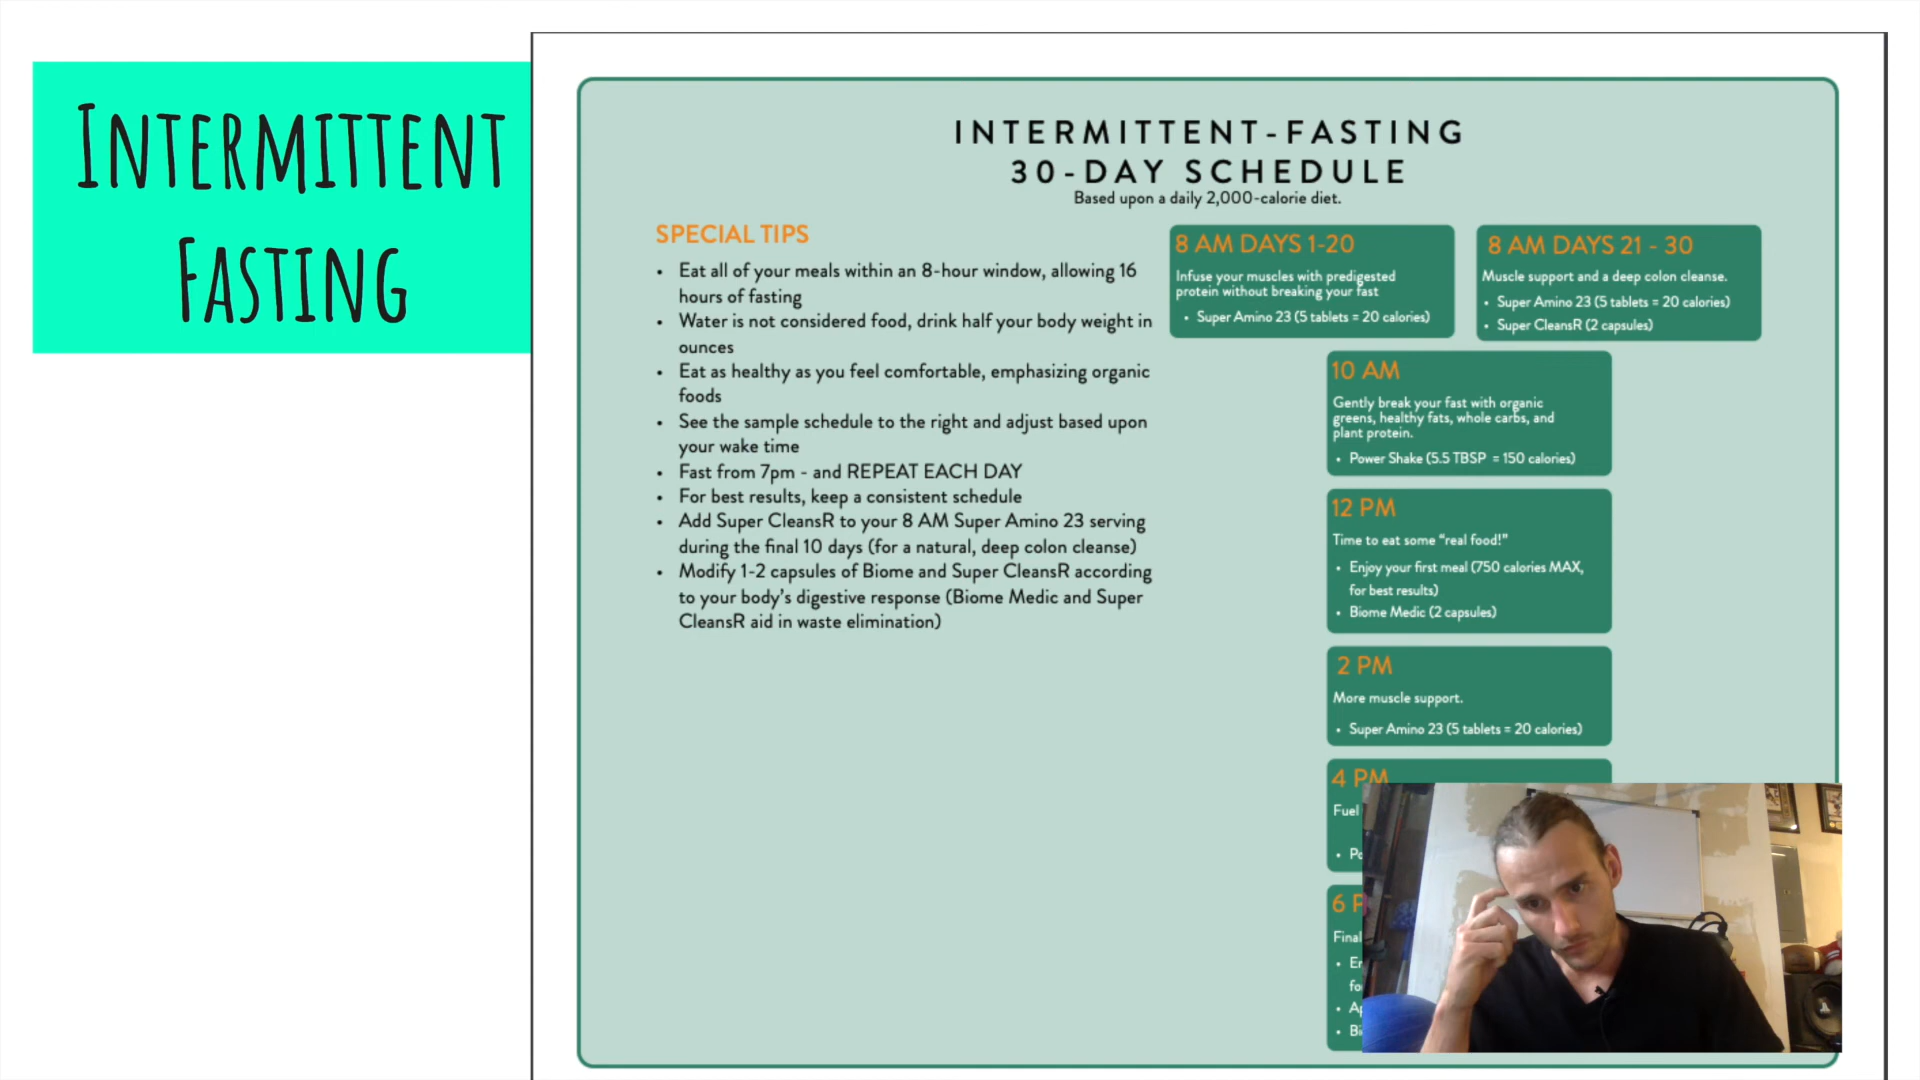 INTERMITTENT
FASTING
INTERMITTENT-FASTING
30-DAY SCHEDULE
Based upon a daily 2,000-calorie diet.
SPECIAL TIPS
• Eat all of your meals within an 8-hour window, allowing 16
hours of fasting
• Water is not considered food, drink half your body weight in
ounces
• Eat as healthy as you feel comfortable, emphasizing organic
foods
• See the sample schedule to the right and adjust based upon
your wake time
• Fast from 7pm - and REPEAT EACH DAY
• For best results, keep a consistent schedule
• Add Super CleansR to your 8 AM Super Amino 23 serving
during the final 10 days (for a natural, deep colon cleanse)
• Modify 1-2 capsules of Biome and Super CleansR according
to your body's digestive response (Biome Medic and Super
CleansR aid in waste elimination)
8 AM DAYS 1-20
Infuse your muscles with predigested
protein without breaking your fast
• Super Amino 23 (5 tablets = 20 calories)
8 AM DAYS 21 - 30
Muscle support and a deep colon cleanse.
• Super Amino 23 (5 tablets = 20 calories)
• Super CleansR (2 capsules)
10 AM
Gently break your fast with organic
greens, healthy fats, whole carbs, and
plant protein.
• Power Shake (5.5 TBSP = 150 calories)
12 PM
Time to eat some "real food!"
• Enjoy your first meal (750 calories MAX,
for best results)
• Biome Medic (2 capsules)
2 PM
More muscle support.
• Super Amino 23 (5 tablets = 20 calories)
4 PM
Fuel
6
Final